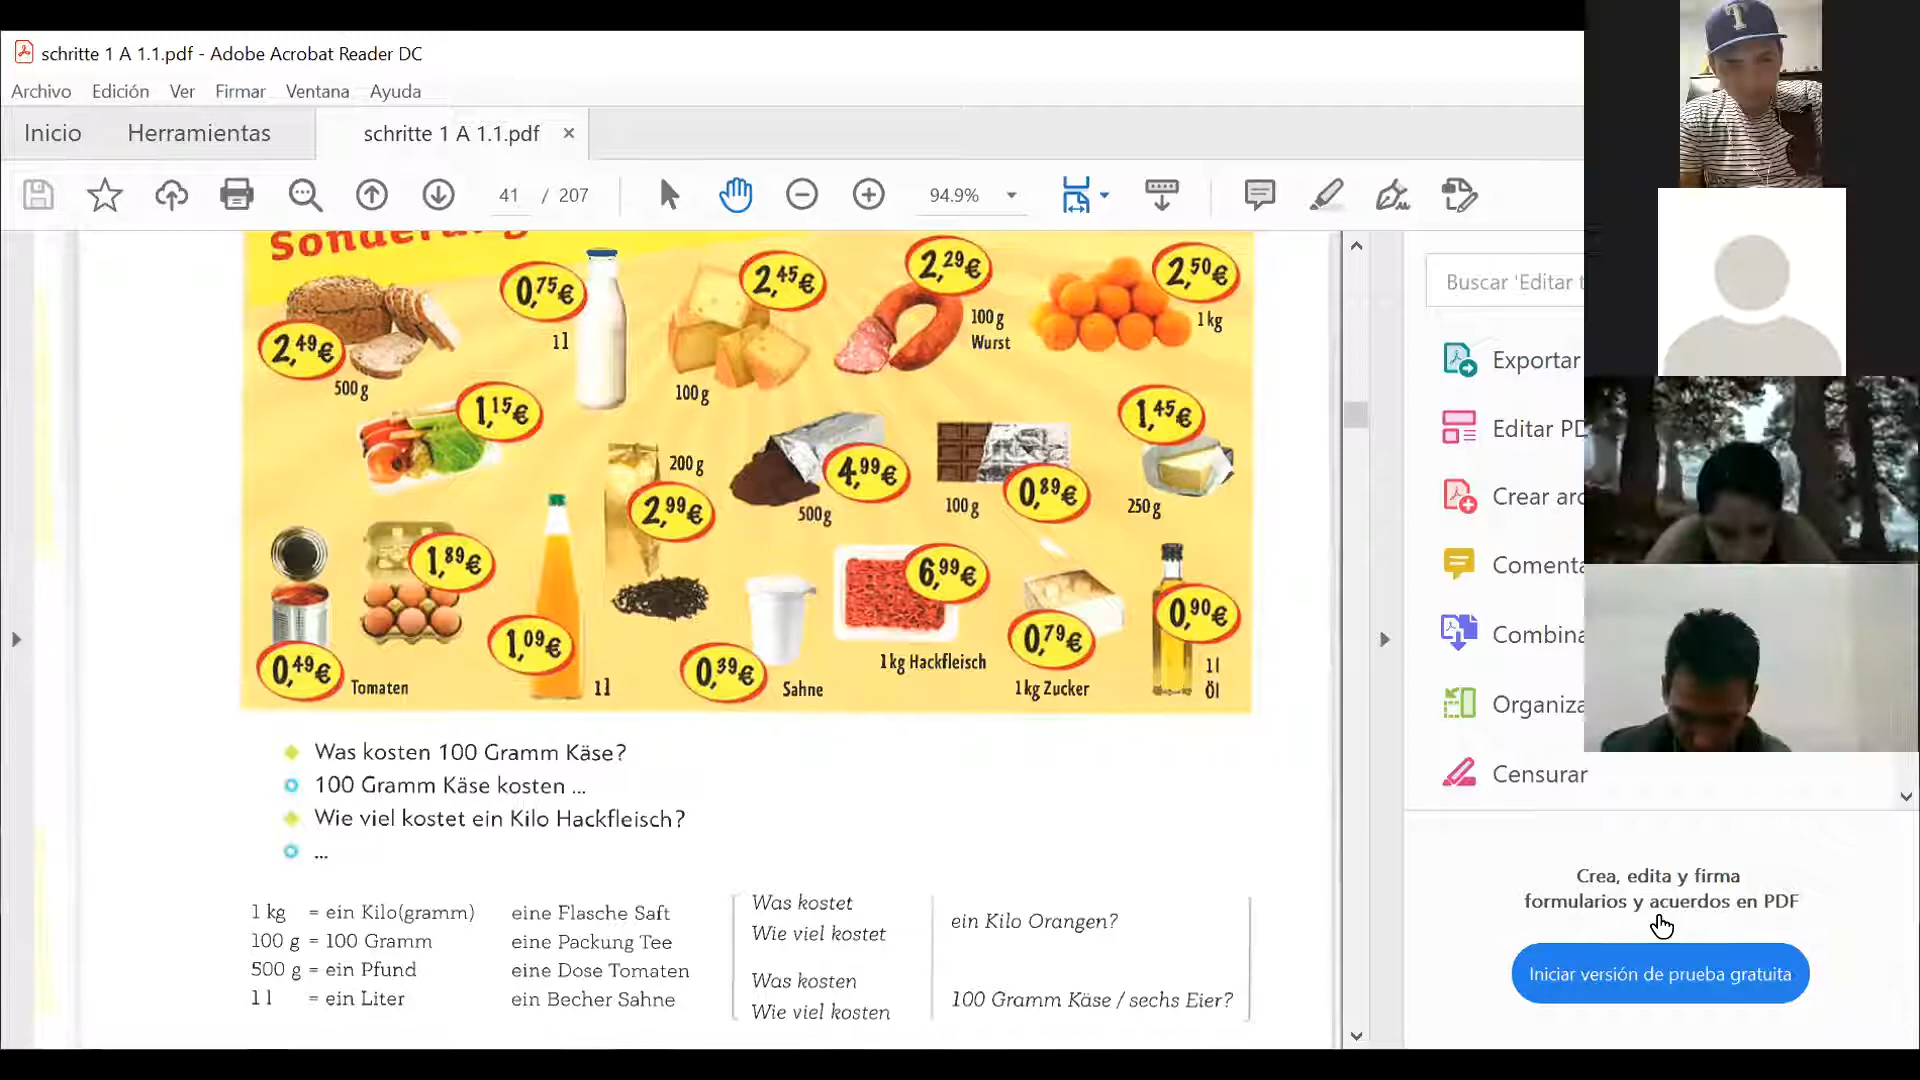 schritte 1 A 1.1.pdf - Adobe Acrobat Reader DC
Archivo Edición Ver Firmar Ventana Ayuda
Inicio Herramientas schritte 1 A 1.1.pdf ×
41 / 207 94.9%
2,49€
500 g
0,75€
1 l
2,45€
100 g
2,29€
100 g
Wurst
2,50€
1 kg
1,15€
200 g
2,99€
4,99€
500 g
100 g
0,89€
1,45€
250 g
0,49€
Tomaten
1,89€
1,09€
1 l
0,39€
Sahne
6,99€
1 kg Hackfleisch
0,79€
1 kg Zucker
0,90€
1 l
Öl
Was kosten 100 Gramm Käse?
100 Gramm Käse kosten ...
Wie viel kostet ein Kilo Hackfleisch?
...
1 kg = ein Kilo(gramm)
100 g = 100 Gramm
500 g = ein Pfund
1 l = ein Liter
eine Flasche Saft
eine Packung Tee
eine Dose Tomaten
ein Becher Sahne
Was kostet
Wie viel kostet
ein Kilo Orangen?
Was kosten
Wie viel kosten
100 Gramm Käse / sechs Eier?
Buscar 'Editar
Exportar
Editar
Crear
Censurar
Crea, edita y firma
formularios y acuerdos en PDF
Iniciar versión de prueba gratuita
T